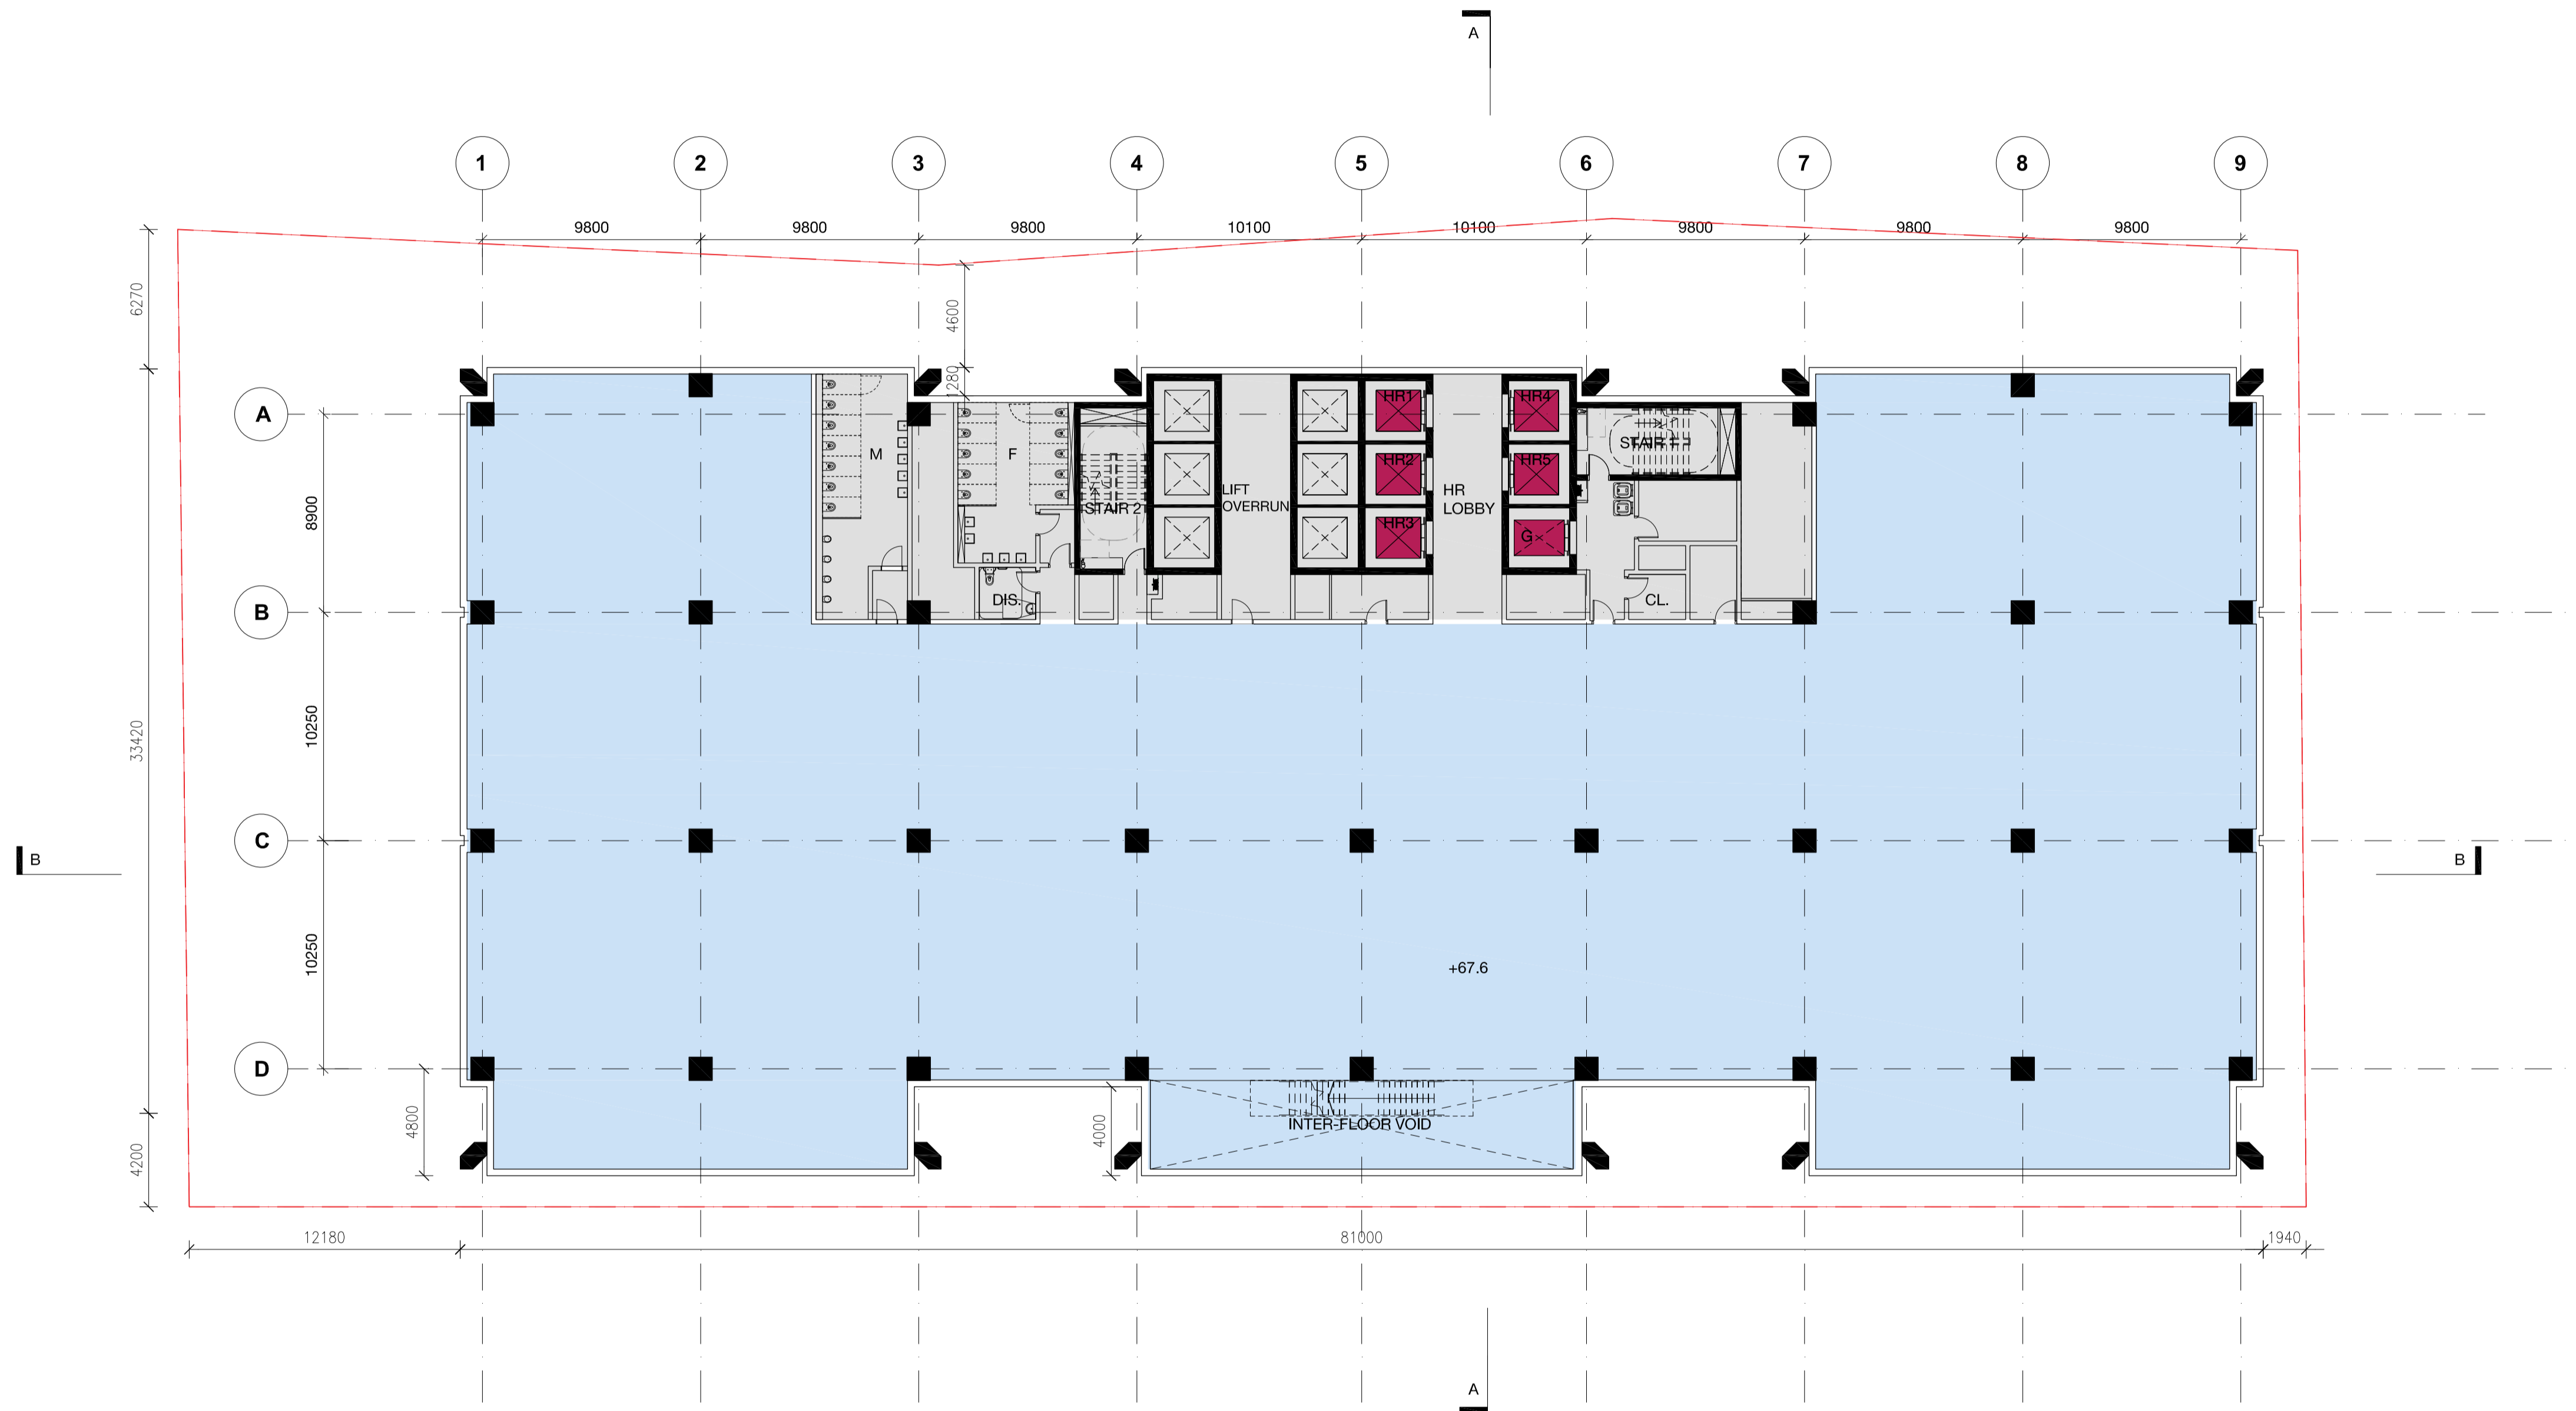 A
1 2 3 4 5 6 7 8 9
9800 9800 9800 10100 10100 9800 9800 9800
6270
4600
1280
A
HR1 HR4
STAIR
M F
HR2 HR5
LIFT
OVERRUN
HR
LOBBY
STAIR 2
8900
HR3
G
DIS.
CL.
B
10250
33420
C
B B
10250
+67.6
D
4800
4000
INTER-FLOOR VOID
4200
12180 81000 1940
A